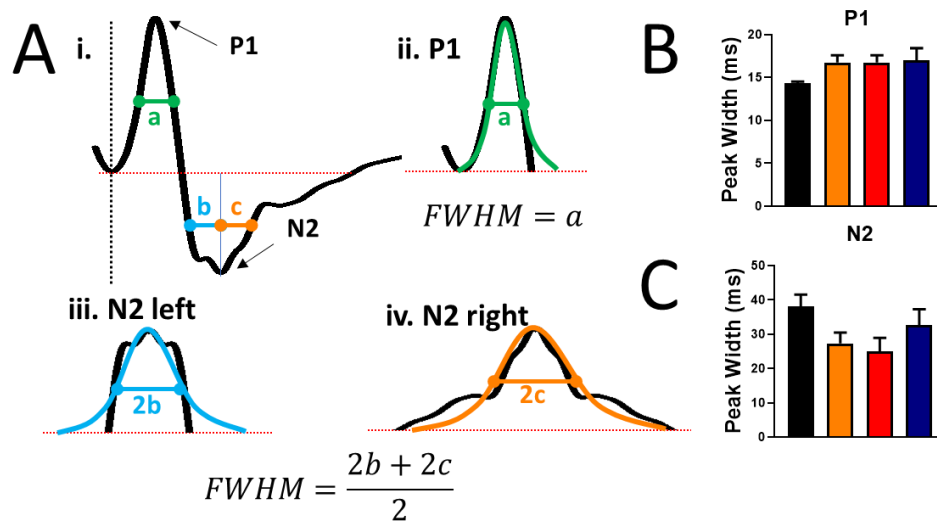 A
i.
P1
a
b
c
N2
ii. P1
a
FWHM = a
iii. N2 left
2b
iv. N2 right
2c
FWHM = \frac{2b + 2c}{2}
B
P1
Peak Width (ms)
20
15
10
5
0
C
N2
Peak Width (ms)
50
40
30
20
10
0